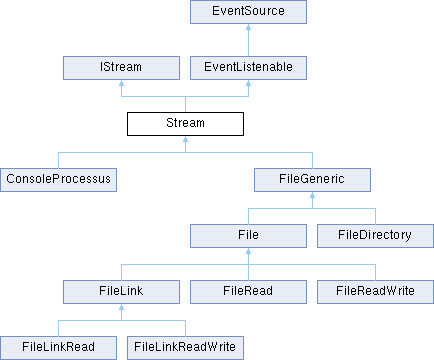 EventSource
IStream
EventListenable
Stream
ConsoleProcessus
FileGeneric
File
FileDirectory
FileLink
FileRead
FileReadWrite
FileLinkRead
FileLinkReadWrite